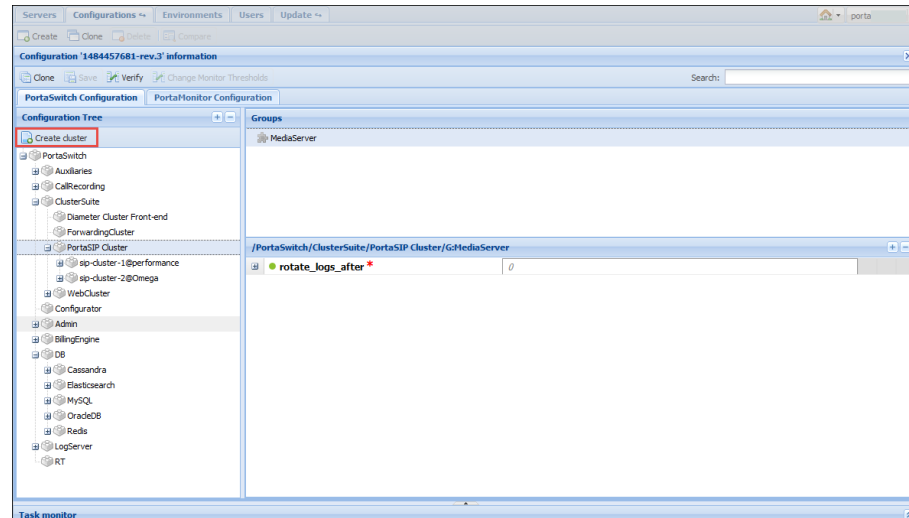 Servers Configurations Environments Users Update porta
Create Clone Delete Compare
Configuration '1484457681-rev.3' information
Clone Save Verify Change Monitor Thresholds Search:
PortaSwitch Configuration PortaMonitor Configuration
Configuration Tree
Groups
Create cluster
MediaServer
PortaSwitch
Auxiliaries
CallRecording
ClusterSuite
Diameter Cluster Front-end
ForwardingCluster
PortaSIP Cluster
/PortaSwitch/ClusterSuite/PortaSIP Cluster/G:MediaServer
sip-cluster-1@performance
rotate_logs_after * 0
sip-cluster-2@Omega
WebCluster
Configurator
Admin
BillingEngine
DB
Cassandra
Elasticsearch
MySQL
OracleDB
Redis
LogServer
RT
Task monitor